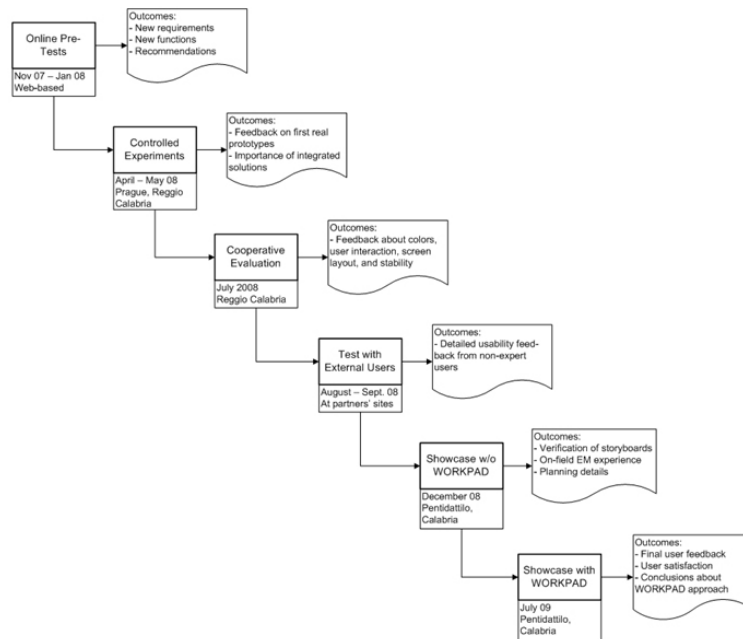 Online Pre-
Tests
Nov 07 – Jan 08
Web-based
Outcomes:
- New requirements
- New functions
- Recommendations
Controlled
Experiments
April – May 08
Prague, Reggio
Calabria
Outcomes:
- Feedback on first real
prototypes
- Importance of integrated
solutions
Cooperative
Evaluation
July 2008
Reggio Calabria
Outcomes:
- Feedback about colors,
user interaction, screen
layout, and stability
Test with
External Users
August – Sept. 08
At partners' sites
Outcomes:
- Detailed usability feed-
back from non-expert
users
Showcase w/o
WORKPAD
December 08
Pentidattilo,
Calabria
Outcomes:
- Verification of storyboards
- On-field EM experience
- Planning details
Showcase with
WORKPAD
July 09
Pentidattilo,
Calabria
Outcomes:
- Final user feedback
- User satisfaction
- Conclusions about
WORKPAD approach